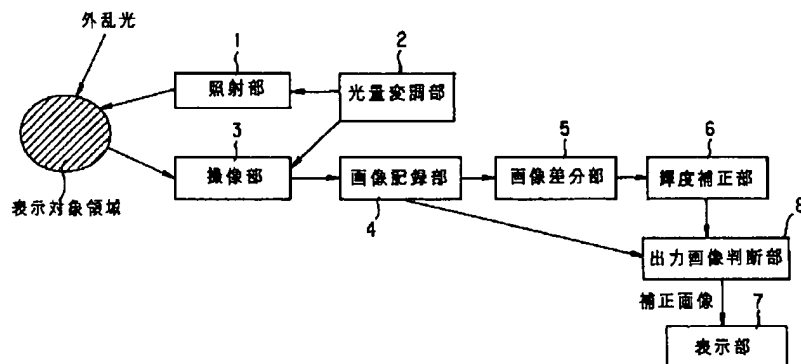 外乱光
1
照射部
2
光量変調部
表示対象領域
3
撮像部
画像記録部
4
5
画像差分部
6
輝度補正部
8
出力画像判断部
補正画像
7
表示部